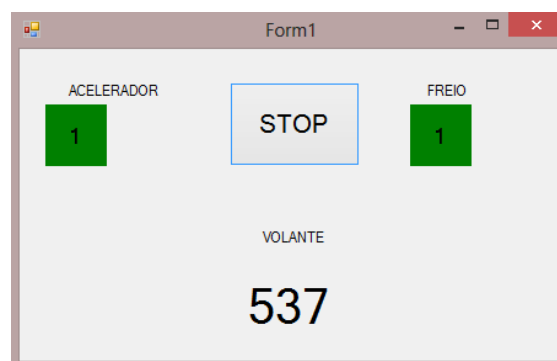 Form1
ACELERADOR
FREIO
1
STOP
1
VOLANTE
537